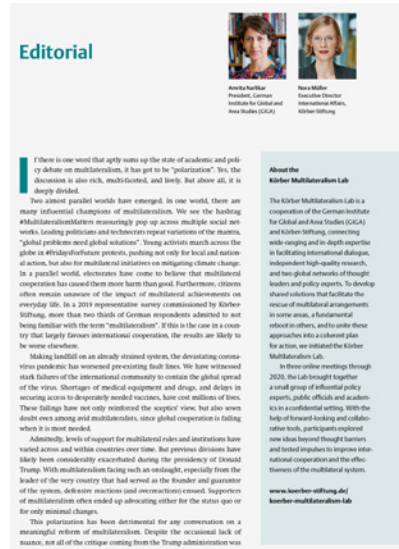 Editorial
Amrita Narlikar
President, German
Institute for Global and
Area Studies (GIGA)
Nora Müller
Executive Director
International Affairs,
Körber-Stiftung
If there is one word that aptly sums up the state of academic and poli-
cy debate on multilateralism, it has got to be "polarization". Yes, the
discussion is also rich, multi-faceted, and lively. But above all, it is
deeply divided.
Two almost parallel worlds have emerged. In one world, there are
many influential champions of multilateralism. We see the hashtag
#MultilateralismMatters reassuringly pop up across multiple social net-
works. Leading politicians and technocrats repeat variations of the mantra,
"global problems need global solutions". Young activists march across the
globe in #FridaysforFuture protests, pushing not only for local and nation-
al action, but also for multilateral initiatives on mitigating climate change.
In a parallel world, electorates have come to believe that multilateral
cooperation has caused them more harm than good. Furthermore, citizens
often remain unaware of the impact of multilateral achievements on
everyday life. In a 2019 representative survey commissioned by Körber-
Stiftung, more than two thirds of German respondents admitted to not
being familiar with the term "multilateralism". If this is the case in a coun-
try that largely favours international cooperation, the results are likely to
be worse elsewhere.
Making landfall on an already strained system, the devastating corona-
virus pandemic has worsened pre-existing fault lines. We have witnessed
stark failures of the international community to contain the global spread
of the virus. Shortages of medical equipment and drugs, and delays in
securing access to desperately needed vaccines, have cost millions of lives.
These failings have not only reinforced the sceptics' view, but also sown
doubt even among avid multilateralists, since global cooperation is failing
when it is most needed.
Admittedly, levels of support for multilateral rules and institutions have
varied across and within countries over time. But previous divisions have
likely been considerably exacerbated during the presidency of Donald
Trump. With multilateralism facing such an onslaught, especially from the
leader of the very country that had served as the founder and guarantor
of the system, defensive reactions (and overreactions) ensued. Supporters
of multilateralism often ended up advocating either for the status quo or
for only minimal changes.
This polarization has been detrimental for any conversation on a
meaningful reform of multilateralism. Despite the occasional lack of
nuance, not all of the critique coming from the Trump administration was
About the
Körber Multilateralism Lab
The Körber Multilateralism Lab is a
cooperation of the German Institute
for Global and Area Studies (GIGA)
and Körber-Stiftung, connecting
wide-ranging and in-depth expertise
in facilitating international dialogue,
independent high-quality research,
and two global networks of thought
leaders and policy experts. To develop
shared solutions that facilitate the
rescue of multilateral arrangements
in some areas, a fundamental
reboot in others, and to unite these
approaches into a coherent plan
for action, we initiated the Körber
Multilateralism Lab.
In three online meetings through
2020, the Lab brought together
a small group of influential policy
experts, public officials and academ-
ics in a confidential setting. With the
help of forward-looking and collabo-
rative tools, participants explored
new ideas beyond thought barriers
and tested impulses to improve inter-
national cooperation and the effec-
tiveness of the multilateral system.
www.koerber-stiftung.de/
koerber-multilateralism-lab